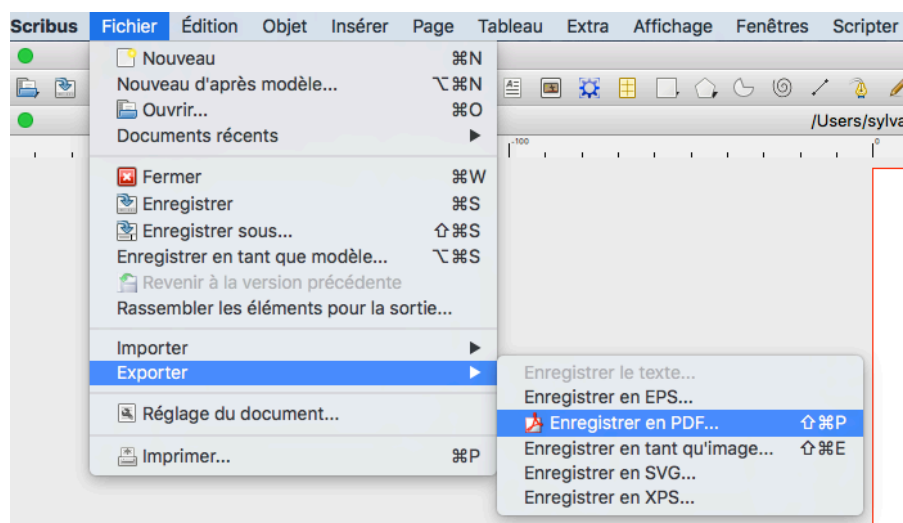 Scribus Fichier Édition Objet Insérer Page Tableau Extra Affichage Fenêtres Scripter
Nouveau ⌘N
Nouveau d'après modèle... ⌥⌘N
Ouvrir... ⌘O
Documents récents ▶
/Users/sylva
-100 0
Fermer ⌘W
Enregistrer ⌘S
Enregistrer sous... ⇧⌘S
Enregistrer en tant que modèle... ⌥⌘S
Revenir à la version précédente
Rassembler les éléments pour la sortie...
Importer ▶
Exporter ▶
Réglage du document...
Imprimer... ⌘P
Enregistrer le texte...
Enregistrer en EPS...
Enregistrer en PDF... ⇧⌘P
Enregistrer en tant qu'image... ⇧⌘E
Enregistrer en SVG...
Enregistrer en XPS...